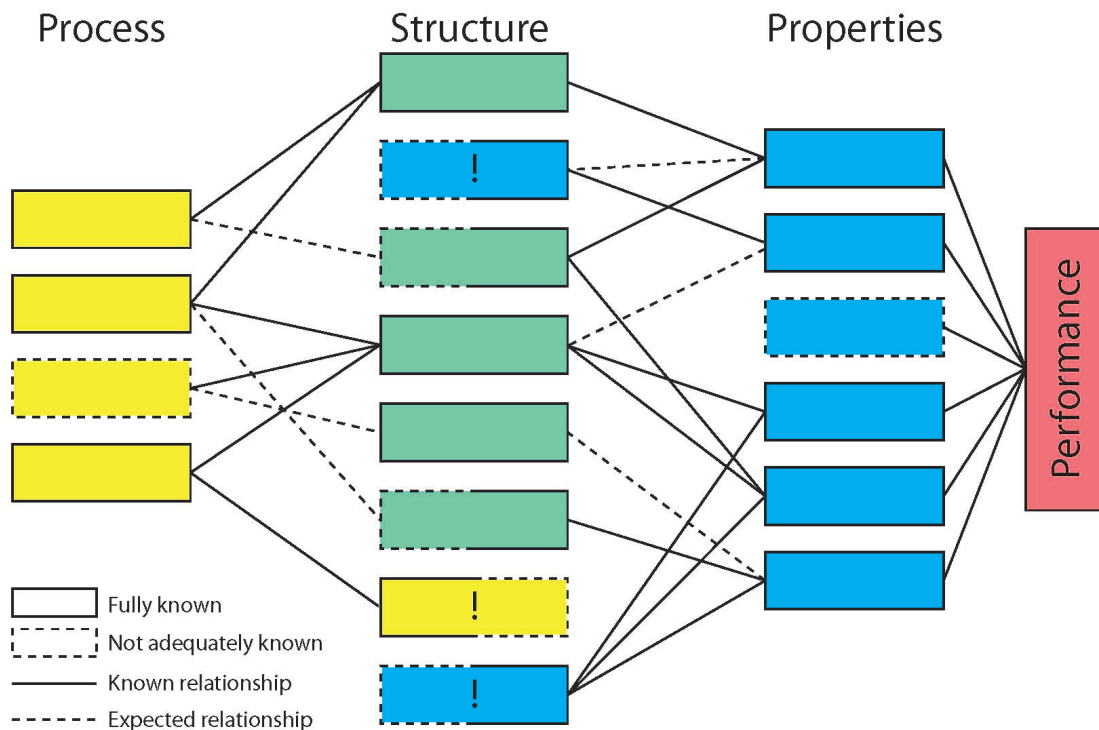 Process
Structure
Properties
!
!
!
Performance
Fully known
Not adequately known
Known relationship
Expected relationship